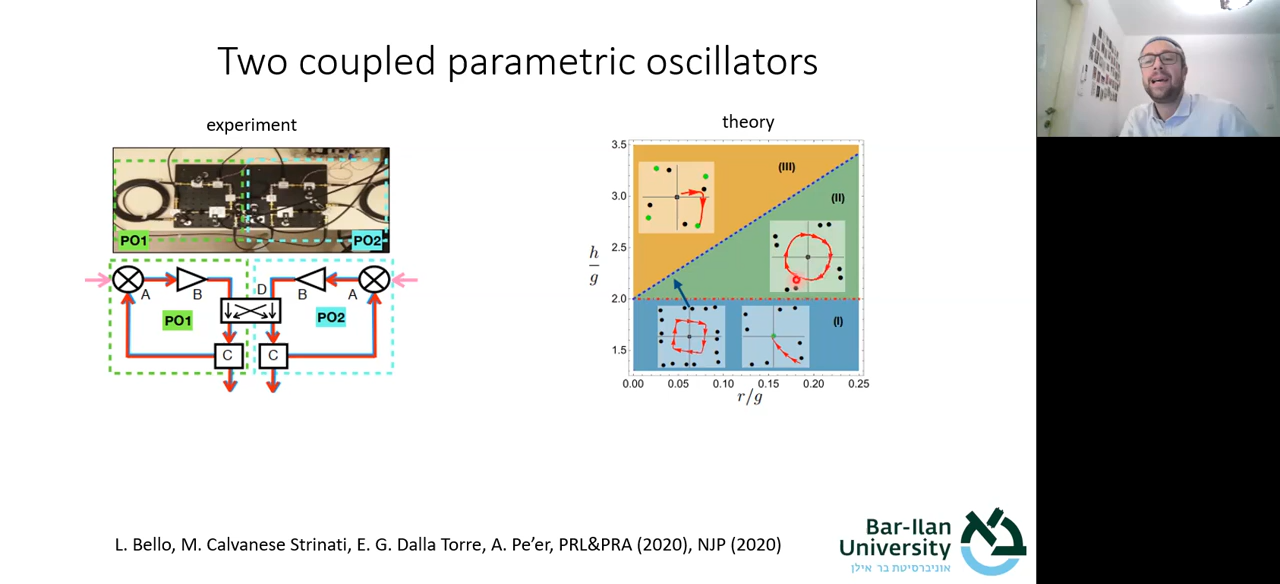 Two coupled parametric oscillators
experiment
PO1
PO2
A
B
D
B
A
PO1
PO2
C
C
theory
3.5
3.0
2.5
2.0
1.5
h
g
(III)
(II)
(I)
0.00 0.05 0.10 0.15 0.20 0.25
r/g
L. Bello, M. Calvanese Strinati, E. G. Dalla Torre, A. Pe'er, PRL&PRA (2020), NJP (2020)
Bar-Ilan
University
אוניברסיטת בר אילן